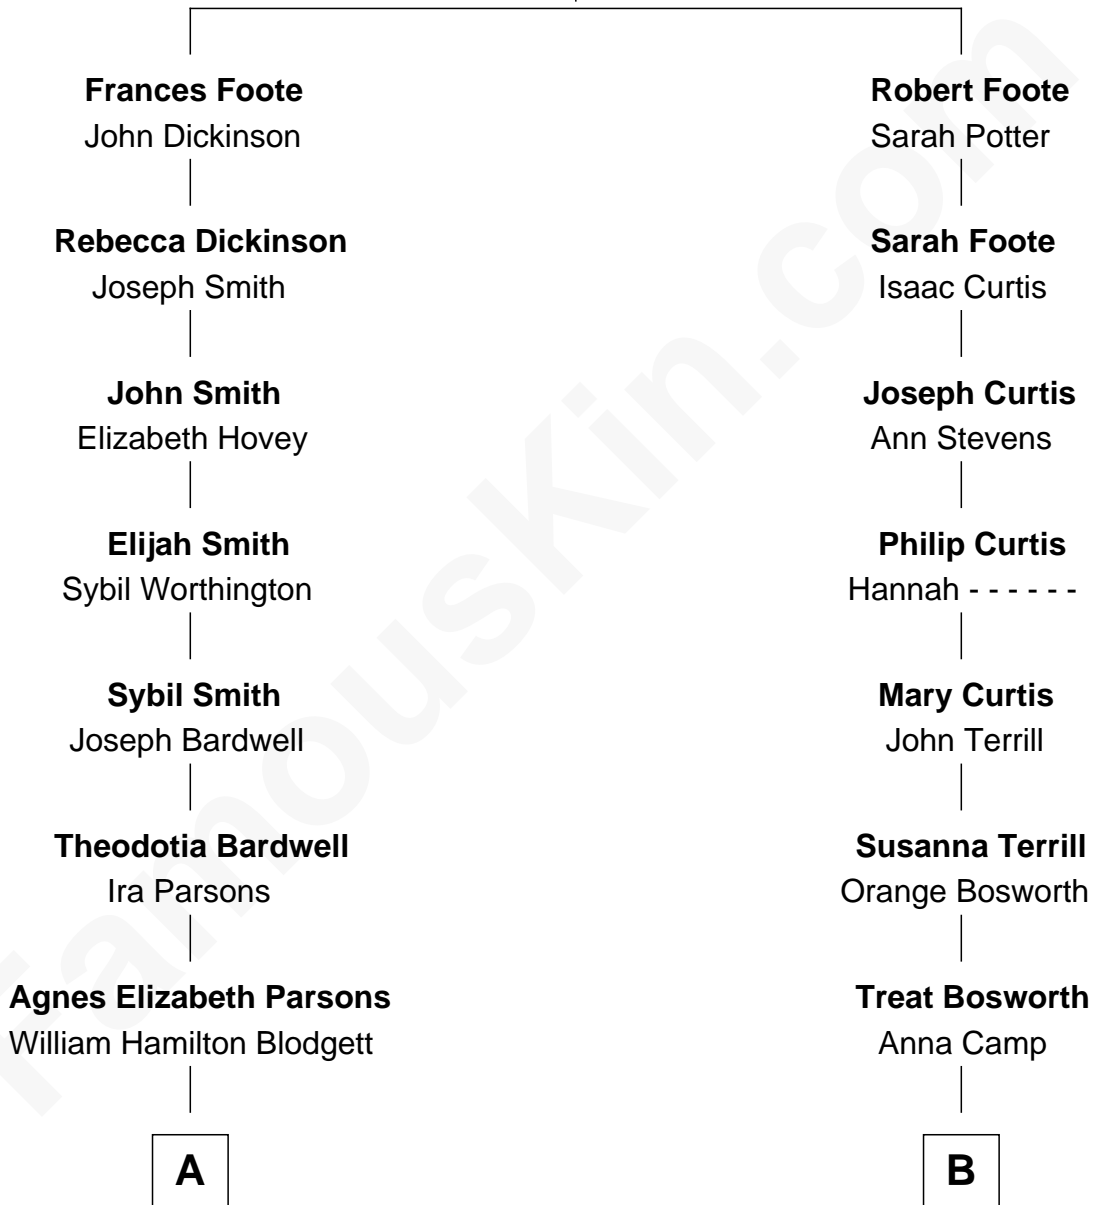 Frances Foote
John Dickinson
Rebecca Dickinson
Joseph Smith
John Smith
Elizabeth Hovey
Elijah Smith
Sybil Worthington
Sybil Smith
Joseph Bardwell
Theodotia Bardwell
Ira Parsons
Agnes Elizabeth Parsons
William Hamilton Blodgett
A
Robert Foote
Sarah Potter
Sarah Foote
Isaac Curtis
Joseph Curtis
Ann Stevens
Philip Curtis
Hannah - - - - - -
Mary Curtis
John Terrill
Susanna Terrill
Orange Bosworth
Treat Bosworth
Anna Camp
B
famouskin.com